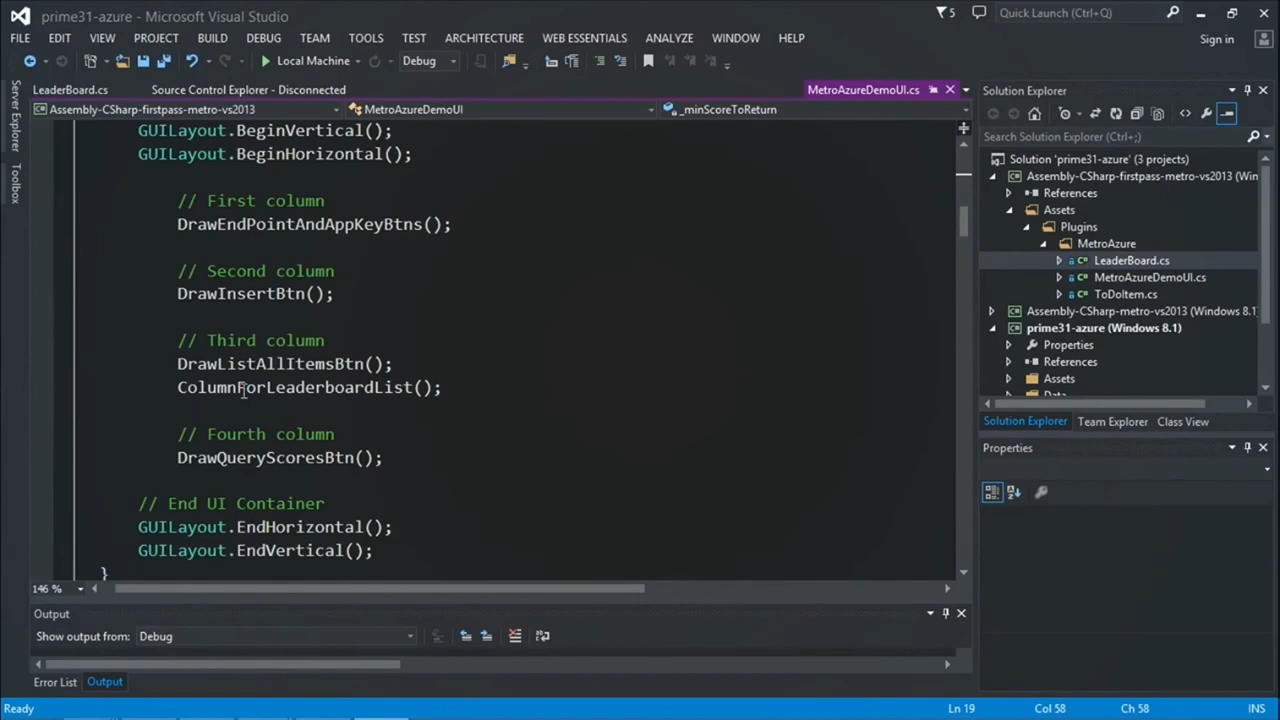 prime31-azure - Microsoft Visual Studio
5
Quick Launch (Ctrl+Q)
FILE EDIT VIEW PROJECT BUILD DEBUG TEAM TOOLS TEST ARCHITECTURE WEB ESSENTIALS ANALYZE WINDOW HELP
Sign in
Local Machine
Debug
Server Explorer
Toolbox
LeaderBoard.cs
Source Control Explorer - Disconnected
MetroAzureDemoUI.cs
Assembly-CSharp-firstpass-metro-vs2013
MetroAzureDemoUI
_minScoreToReturn
GUILayout.BeginVertical();
GUILayout.BeginHorizontal();
// First column
DrawEndPointAndAppKeyBtns();
// Second column
DrawInsertBtn();
// Third column
DrawListAllItemsBtn();
ColumnForLeaderboardList();
// Fourth column
DrawQueryScoresBtn();
// End UI Container
GUILayout.EndHorizontal();
GUILayout.EndVertical();
}
146 %
Output
Show output from: Debug
Error List
Output
Solution Explorer
Search Solution Explorer (Ctrl+;)
Solution 'prime31-azure' (3 projects)
Assembly-CSharp-firstpass-metro-vs2013 (Win
References
Assets
Plugins
MetroAzure
LeaderBoard.cs
MetroAzureDemoUI.cs
ToDoItem.cs
Assembly-CSharp-metro-vs2013 (Windows 8.1)
prime31-azure (Windows 8.1)
Properties
References
Assets
Data
Solution Explorer
Team Explorer
Class View
Properties
Ready
Ln 19
Col 58
Ch 58
INS